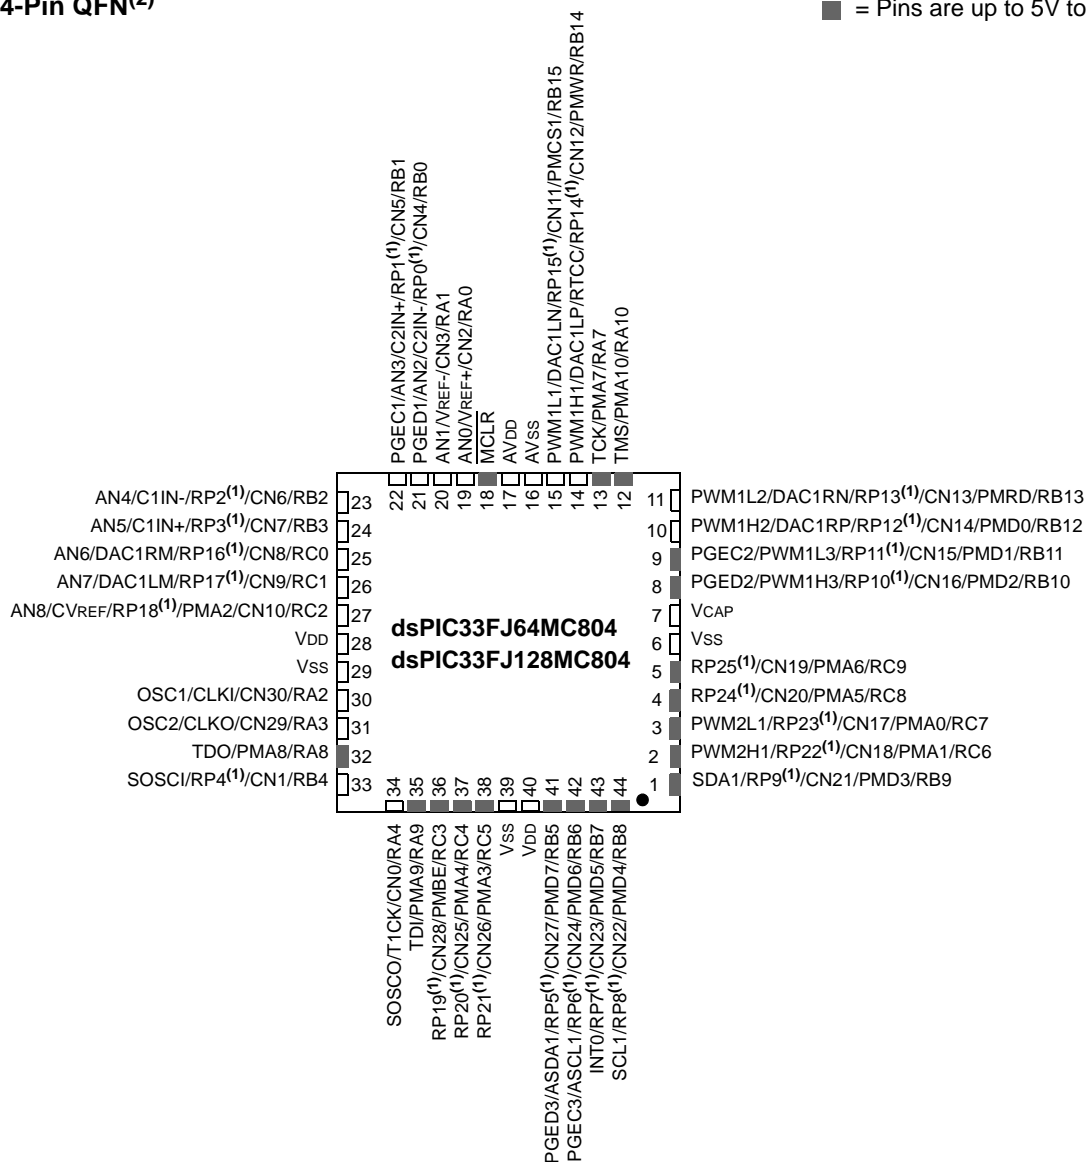 4-Pin QFN(2)
= Pins are up to 5V to
PGEC1/AN3/C2IN+/RP1(1)/CN5/RB1
PGED1/AN2/C2IN-/RP0(1)/CN4/RB0
AN1/VREF-/CN3/RA1
AN0/VREF+/CN2/RA0
MCLR
AVDD
AVSS
PWM1L1/DAC1LN/RP15(1)/CN11/PMCS1/RB15
PWM1H1/DAC1LP/RTCC/RP14(1)/CN12/PMWR/RB14
TCK/PMA7/RA7
TMS/PMA10/RA10
22 21 20 19 18 17 16 15 14 13 12
AN4/C1IN-/RP2(1)/CN6/RB2 23
AN5/C1IN+/RP3(1)/CN7/RB3 24
AN6/DAC1RM/RP16(1)/CN8/RC0 25
AN7/DAC1LM/RP17(1)/CN9/RC1 26
AN8/CVREF/RP18(1)/PMA2/CN10/RC2 27
VDD 28
VSS 29
OSC1/CLKI/CN30/RA2 30
OSC2/CLKO/CN29/RA3 31
TDO/PMA8/RA8 32
SOSCI/RP4(1)/CN1/RB4 33
dsPIC33FJ64MC804
dsPIC33FJ128MC804
11 PWM1L2/DAC1RN/RP13(1)/CN13/PMRD/RB13
10 PWM1H2/DAC1RP/RP12(1)/CN14/PMD0/RB12
9 PGEC2/PWM1L3/RP11(1)/CN15/PMD1/RB11
8 PGED2/PWM1H3/RP10(1)/CN16/PMD2/RB10
7 VCAP
6 VSS
5 RP25(1)/CN19/PMA6/RC9
4 RP24(1)/CN20/PMA5/RC8
3 PWM2L1/RP23(1)/CN17/PMA0/RC7
2 PWM2H1/RP22(1)/CN18/PMA1/RC6
1 SDA1/RP9(1)/CN21/PMD3/RB9
34 35 36 37 38 39 40 41 42 43 44
SOSCO/T1CK/CN0/RA4
TDI/PMA9/RA9
RP19(1)/CN28/PMBE/RC3
RP20(1)/CN25/PMA4/RC4
RP21(1)/CN26/PMA3/RC5
VSS
VDD
PGED3/ASDA1/RP5(1)/CN27/PMD7/RB5
PGEC3/ASCL1/RP6(1)/CN24/PMD6/RB6
INT0/RP7(1)/CN23/PMD5/RB7
SCL1/RP8(1)/CN22/PMD4/RB8